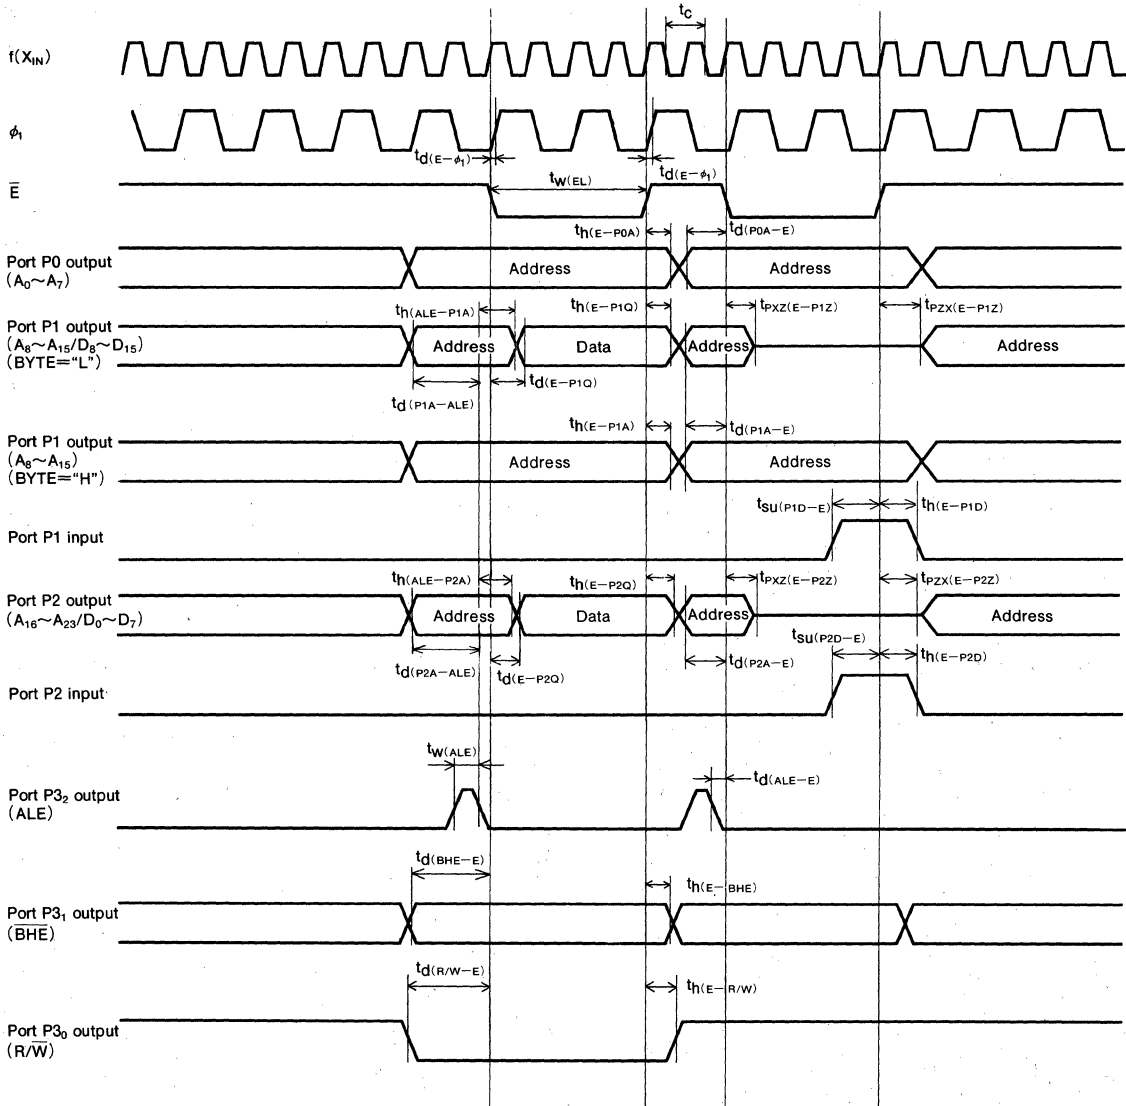 tc
f(XIN)
ϕ1
td(E−ϕ1)
tw(EL)
td(E−ϕ1)
E̅
th(E−P0A)
td(P0A−E)
Port P0 output
(A0~A7)
Address
Address
th(ALE−P1A)
th(E−P1Q)
tPXZ(E−P1Z)
tPZX(E−P1Z)
Port P1 output
(A8~A15/D8~D15)
(BYTE="L")
Address
Data
Address
Address
td(E−P1Q)
td(P1A−ALE)
th(E−P1A)
td(P1A−E)
Port P1 output
(A8~A15)
(BYTE="H")
Address
Address
tsu(P1D−E)
th(E−P1D)
Port P1 input
th(ALE−P2A)
th(E−P2Q)
tPXZ(E−P2Z)
tPZX(E−P2Z)
Port P2 output
(A16~A23/D0~D7)
Address
Data
Address
Address
tsu(P2D−E)
th(E−P2D)
td(P2A−ALE)
td(E−P2Q)
td(P2A−E)
Port P2 input
tw(ALE)
td(ALE−E)
Port P32 output
(ALE)
td(BHE−E)
th(E−BHE)
Port P31 output
(B̅H̅E̅)
td(R/W−E)
th(E−R/W)
Port P30 output
(R/W̅)